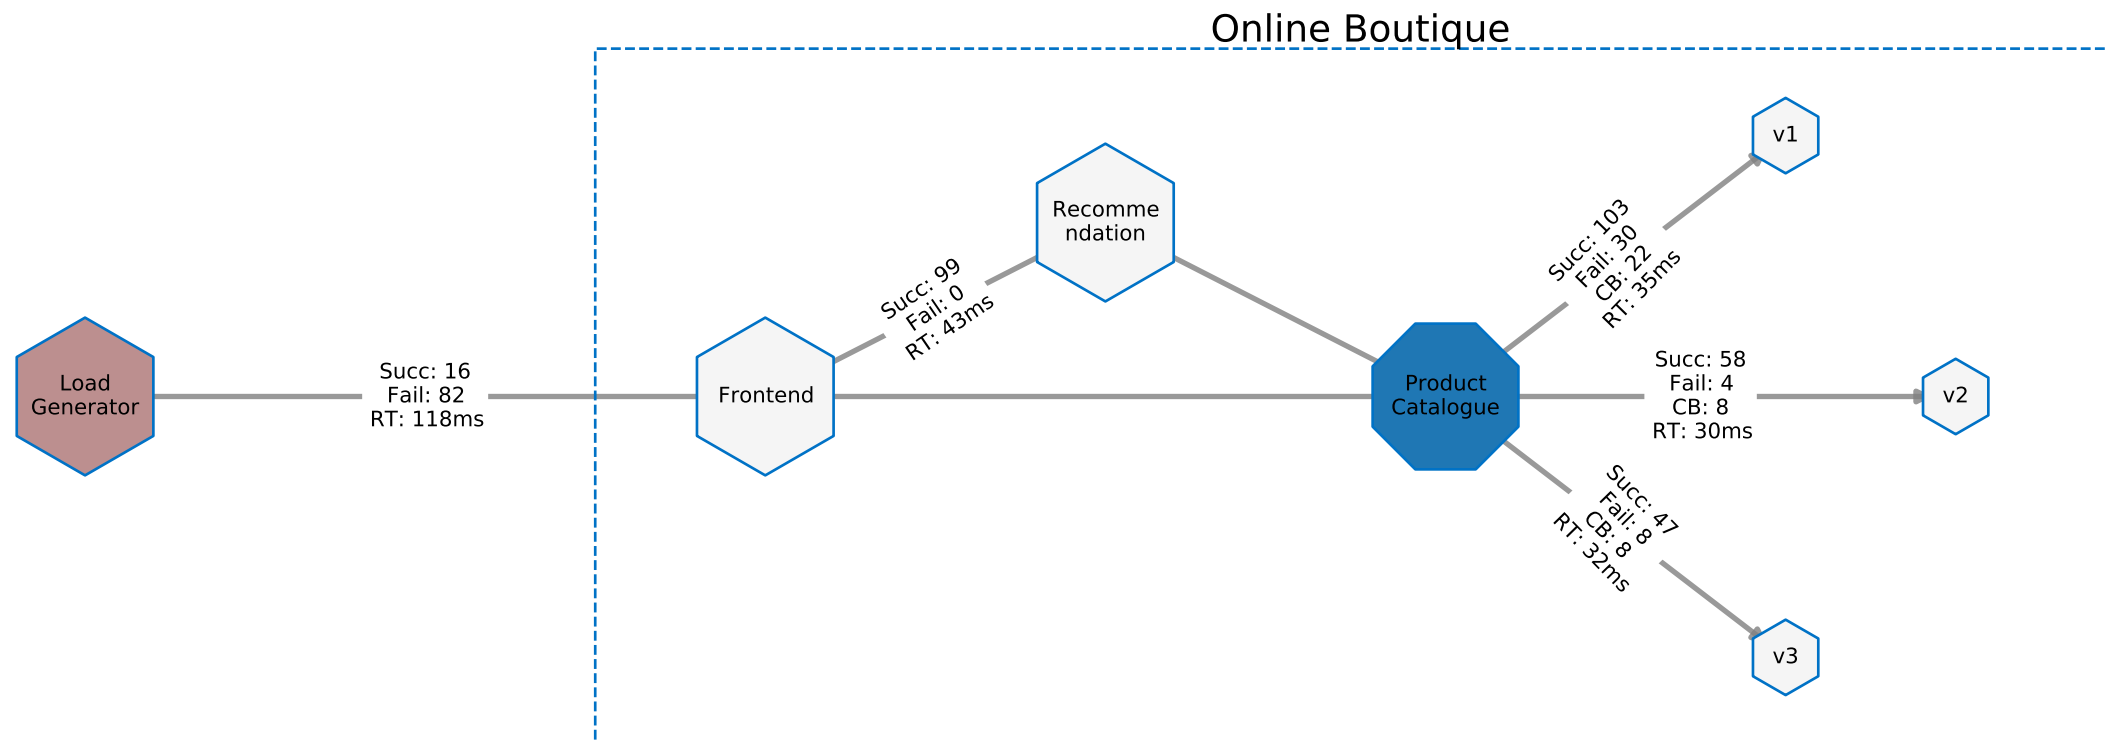 Online Boutique
v1
Recomme
ndation
Succ: 103
Fail: 30
CB: 22
RT: 35ms
Succ: 99
Fail: 0
RT: 43ms
Load
Generator
Succ: 16
Fail: 82
RT: 118ms
Frontend
Product
Catalogue
Succ: 58
Fail: 4
CB: 8
RT: 30ms
v2
Succ: 47
Fail: 8
CB: 8
RT: 32ms
v3